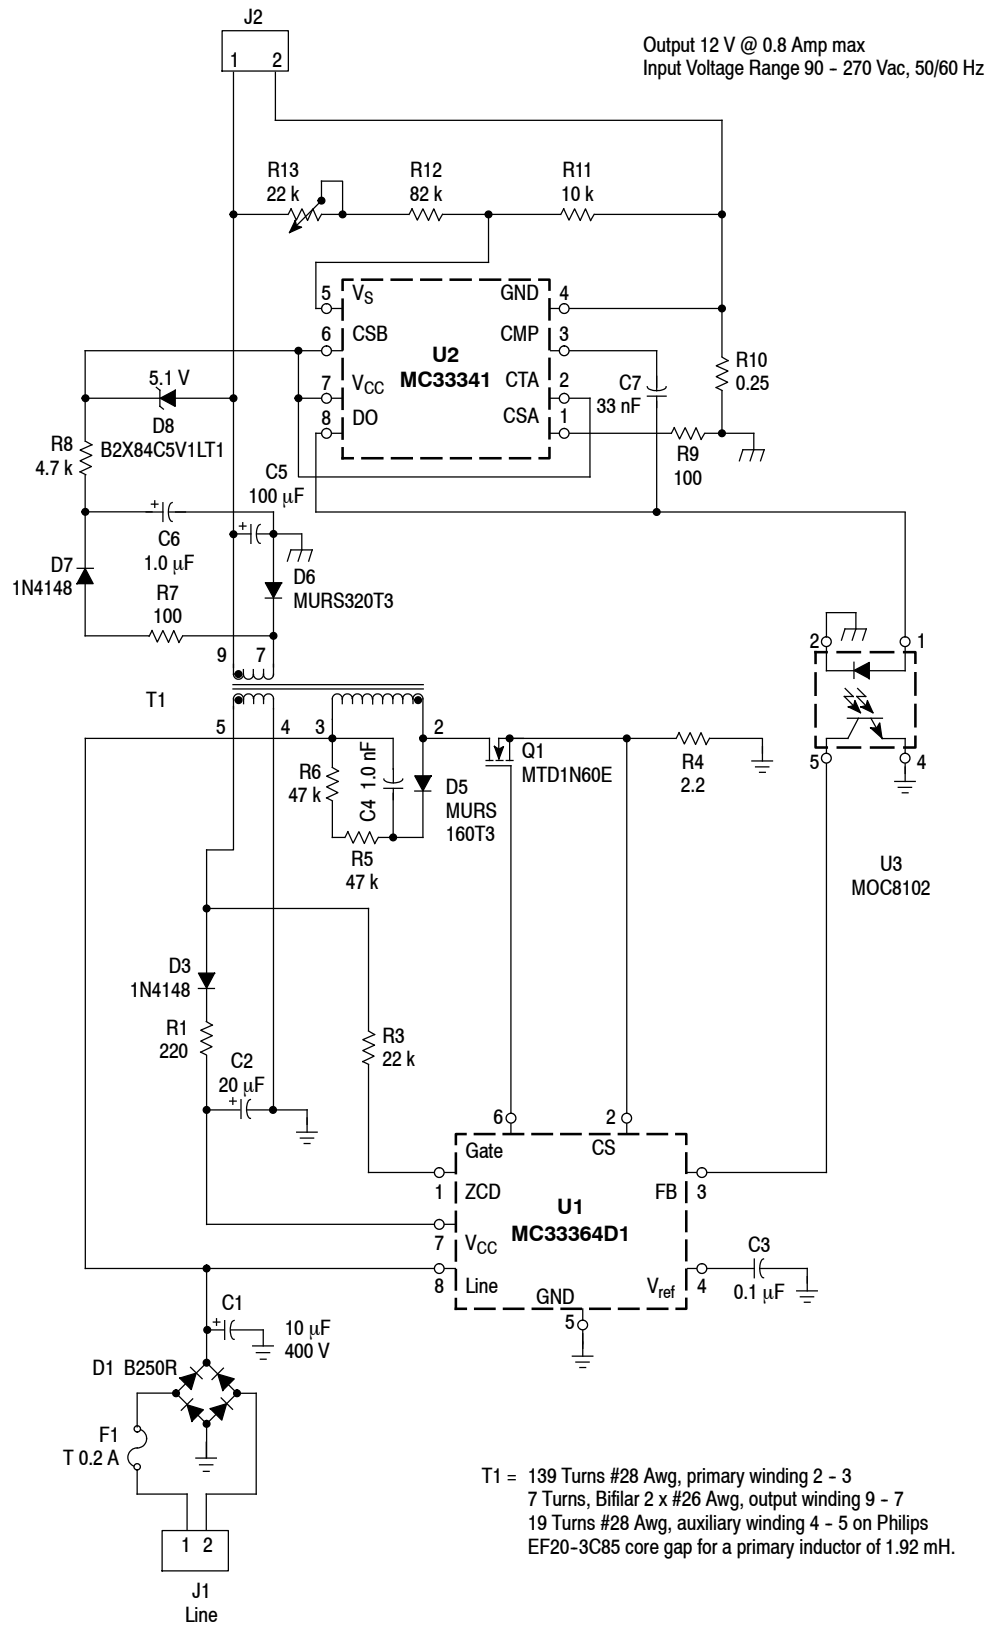 J2
1 2
Output 12 V @ 0.8 Amp max
Input Voltage Range 90 - 270 Vac, 50/60 Hz
R13
22 k
R12
82 k
R11
10 k
5
VS
GND
4
6
CSB
CMP
3
U2
MC33341
7
VCC
CTA
2
8
DO
CSA
1
C7
33 nF
R10
0.25
R9
100
5.1 V
D8
B2X84C5V1LT1
R8
4.7 k
C5
100 µF
+
+
C6
1.0 µF
D7
1N4148
R7
100
D6
MURS320T3
9
7
T1
5
4
3
2
2
1
5
4
U3
MOC8102
R6
47 k
C4 1.0 nF
D5
MURS
160T3
R5
47 k
Q1
MTD1N60E
R4
2.2
D3
1N4148
R1
220
C2
20 µF
+
R3
22 k
6
2
Gate
CS
1
ZCD
FB
3
U1
MC33364D1
7
VCC
8
Line
Vref
4
GND
5
C3
0.1 µF
C1
+
10 µF
400 V
D1 B250R
F1
T 0.2 A
1 2
J1
Line
T1 = 139 Turns #28 Awg, primary winding 2 - 3
7 Turns, Bifilar 2 x #26 Awg, output winding 9 - 7
19 Turns #28 Awg, auxiliary winding 4 - 5 on Philips
EF20-3C85 core gap for a primary inductor of 1.92 mH.